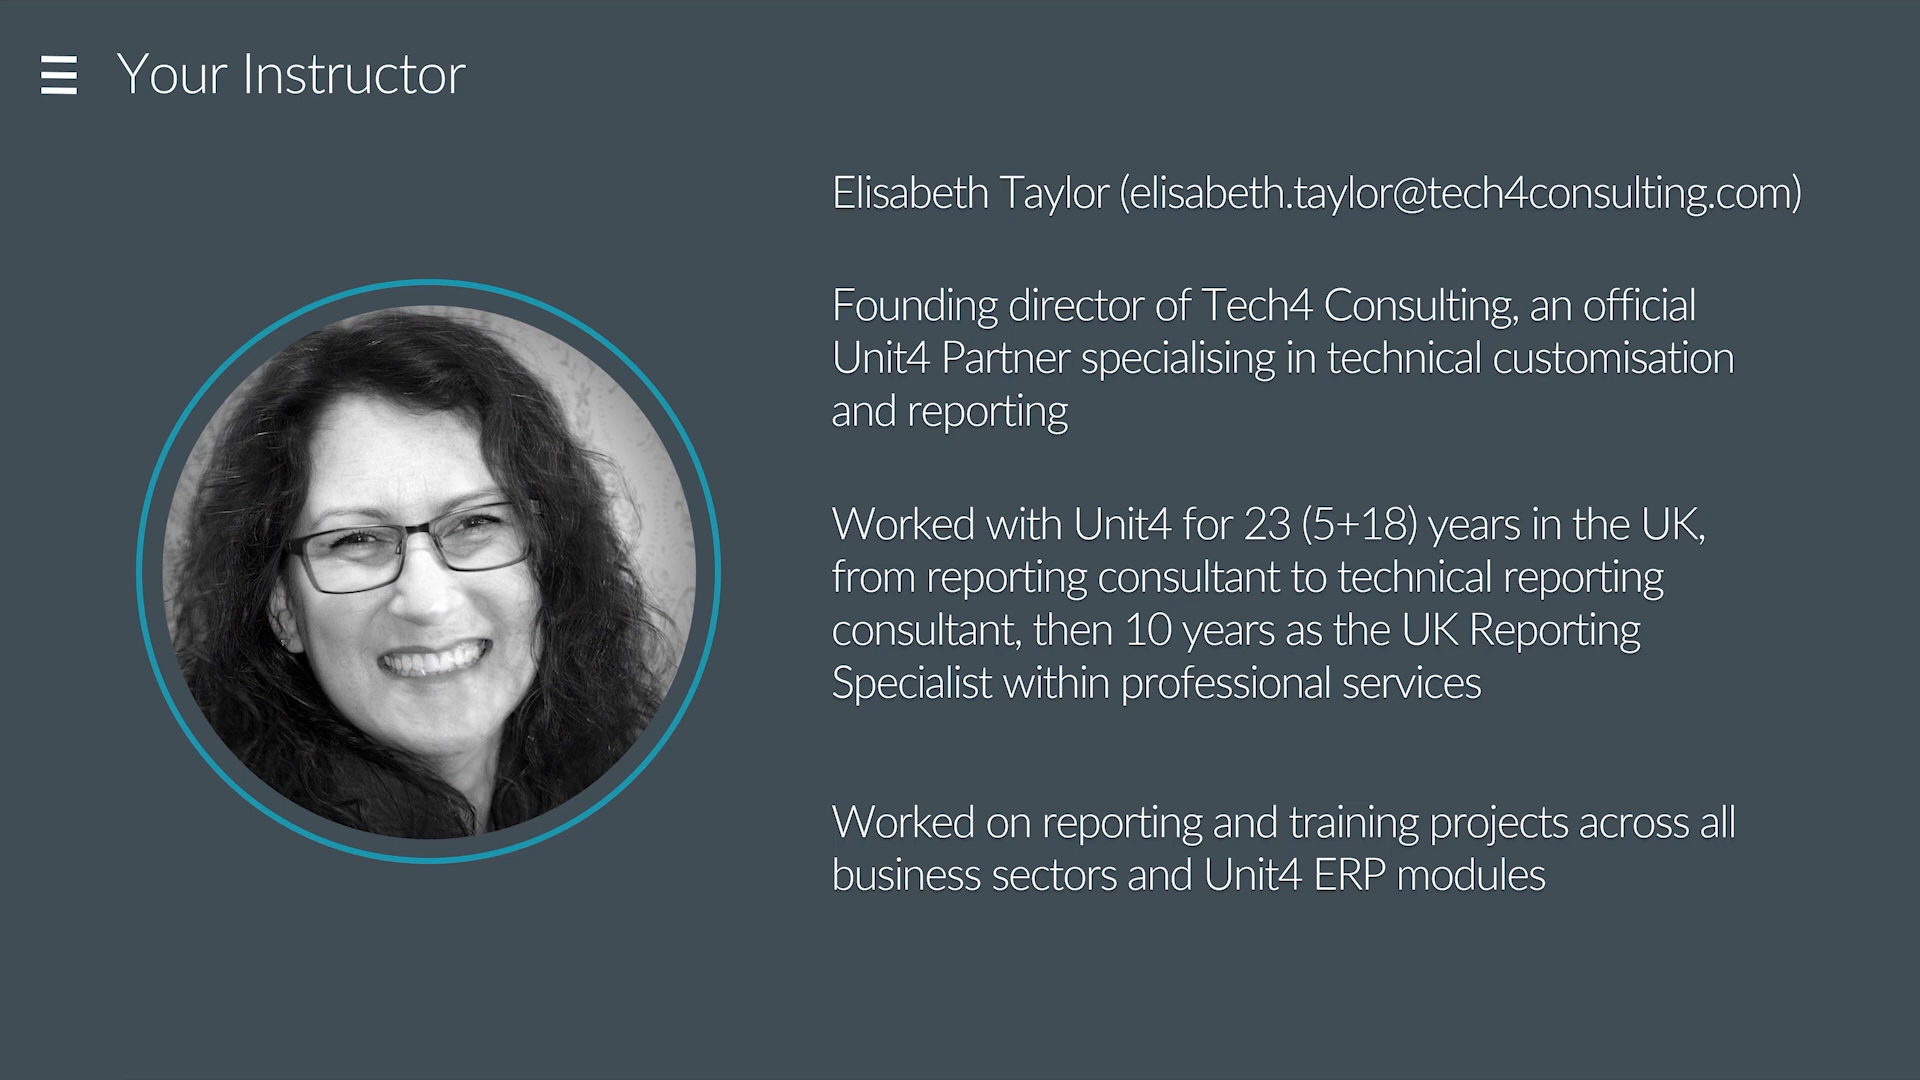 Your Instructor
Elisabeth Taylor (elisabeth.taylor@tech4consulting.com)
Founding director of Tech4 Consulting, an official
Unit4 Partner specialising in technical customisation
and reporting
Worked with Unit4 for 23 (5+18) years in the UK,
from reporting consultant to technical reporting
consultant, then 10 years as the UK Reporting
Specialist within professional services
Worked on reporting and training projects across all
business sectors and Unit4 ERP modules